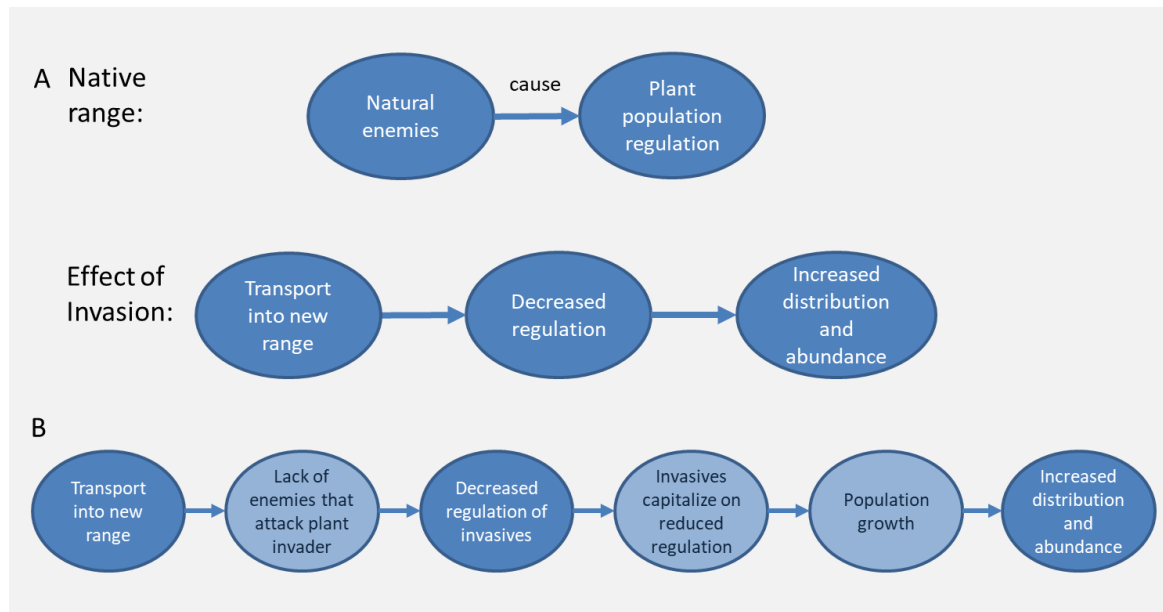 A Native
range:
Natural
enemies
cause
Plant
population
regulation
Effect of
Invasion:
Transport
into new
range
Decreased
regulation
Increased
distribution
and
abundance
B
Transport
into new
range
Lack of
enemies that
attack plant
invader
Decreased
regulation of
invasives
Invasives
capitalize on
reduced
regulation
Population
growth
Increased
distribution
and
abundance